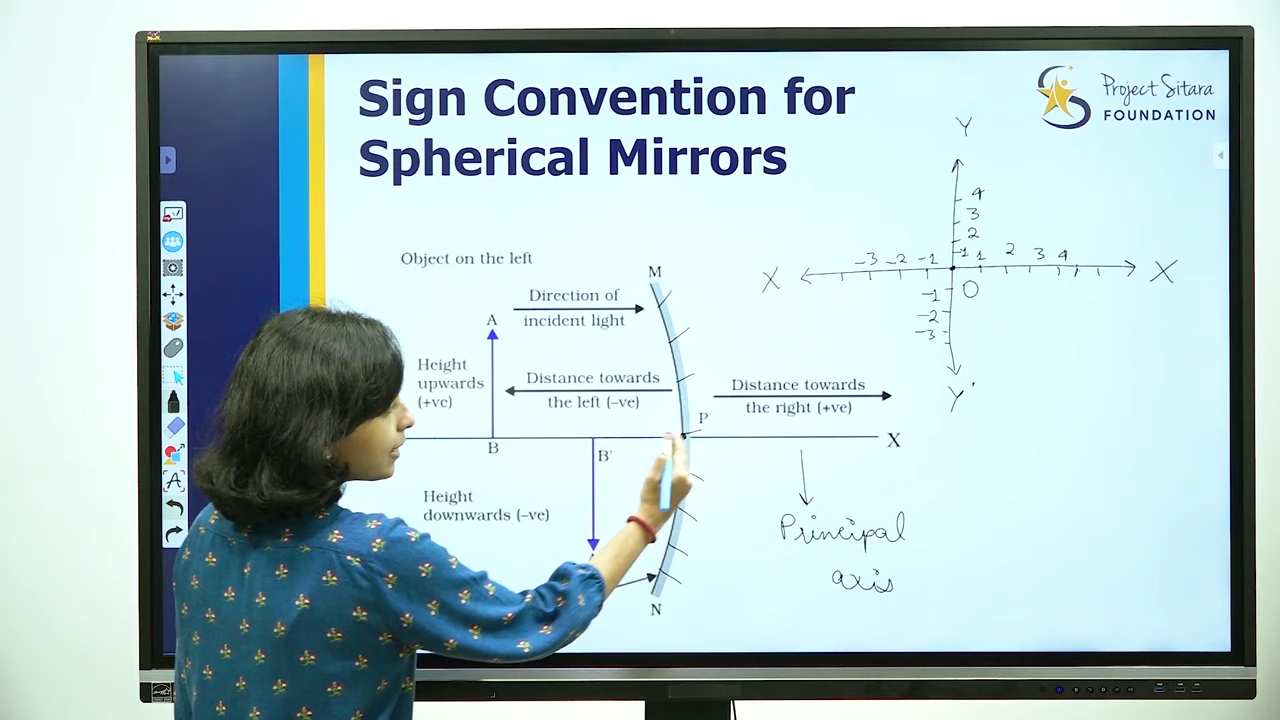 Sign Convention for
Spherical Mirrors
Project Sitara
FOUNDATION
Object on the left
M
Direction of
incident light
A
Height
upwards
(+ve)
Distance towards
the left (–ve)
Distance towards
the right (+ve)
P
B
B'
X
Height
downwards (–ve)
N
Principal
axis
Y
4
3
2
1
-3 -2 -1
1 2 3 4
X
X
O
-1
-2
-3
Y'
A